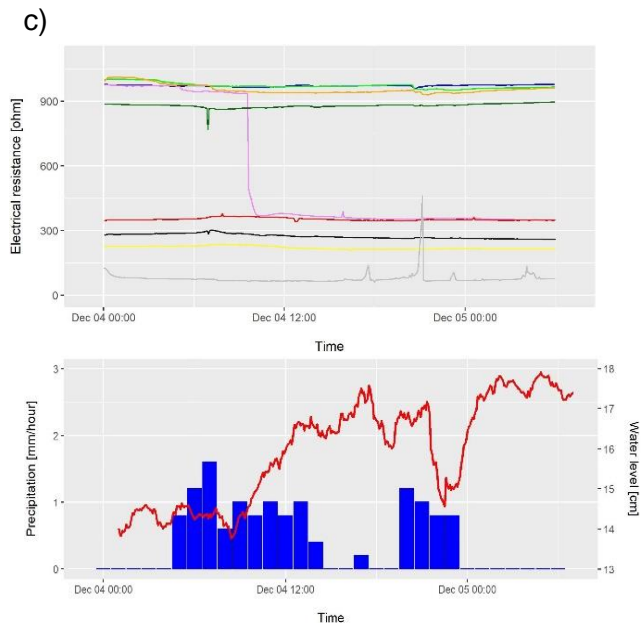 c)
Electrical resistance [ohm]
900
600
300
0
Dec 04 00:00
Dec 04 12:00
Dec 05 00:00
Time
Precipitation [mm/hour]
3
2
1
0
18
17
16
15
14
13
Water level [cm]
Dec 04 00:00
Dec 04 12:00
Dec 05 00:00
Time